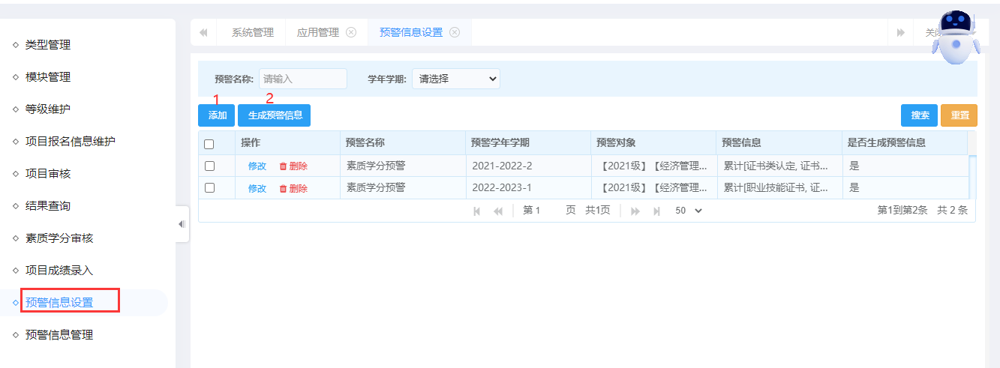 类型管理
模块管理
等级维护
项目报名信息维护
项目审核
结果查询
素质学分审核
项目成绩录入
预警信息设置
预警信息管理
系统管理 应用管理 预警信息设置
预警名称: 请输入 学年学期: 请选择
1 2
添加 生成预警信息 搜索 重置
操作 预警名称 预警学年学期 预警对象 预警信息 是否生成预警信息
修改 删除 素质学分预警 2021-2022-2 【2021级】【经济管理... 累计[证书类认定, 证书... 是
修改 删除 素质学分预警 2022-2023-1 【2021级】【经济管理... 累计[职业技能证书, 证... 是
第 1 页 共1页 50 第1到第2条 共 2 条